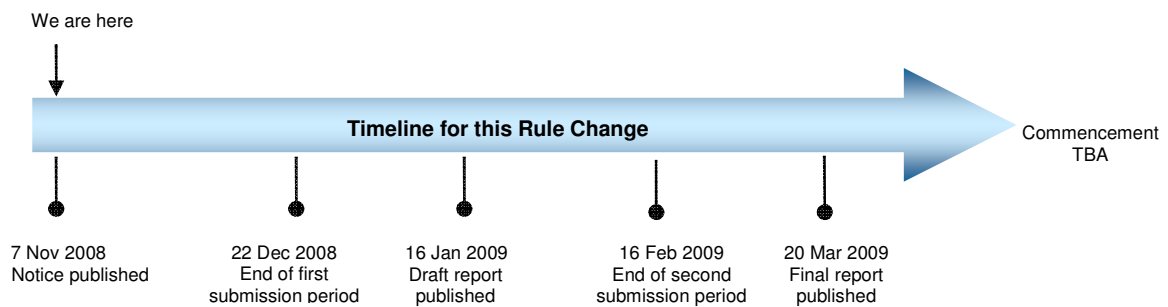 We are here
Timeline for this Rule Change
Commencement
TBA
7 Nov 2008
Notice published
22 Dec 2008
End of first
submission period
16 Jan 2009
Draft report
published
16 Feb 2009
End of second
submission period
20 Mar 2009
Final report
published